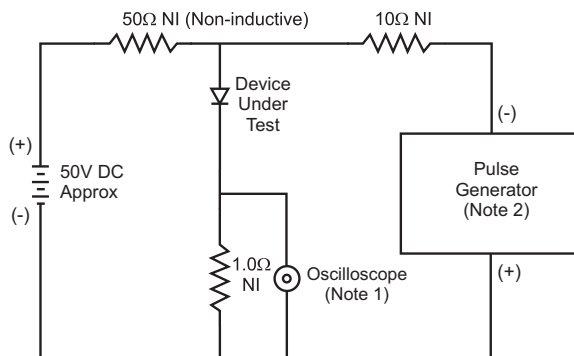 50Ω NI (Non-inductive)
10Ω NI
Device
Under
Test
(-)
(+)
50V DC
Approx
(-)
Pulse
Generator
(Note 2)
1.0Ω
NI
Oscilloscope
(Note 1)
(+)